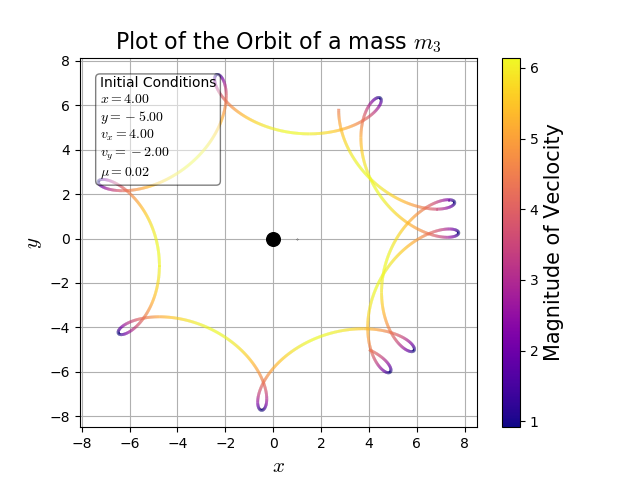 Plot of the Orbit of a mass m₃
Initial Conditions
x = 4.00
y = −5.00
vₓ = 4.00
v_y = −2.00
μ = 0.02
8
6
4
2
0
−2
−4
−6
−8
y
−8 −6 −4 −2 0 2 4 6 8
x
6
5
4
3
2
1
Magnitude of Veclocity